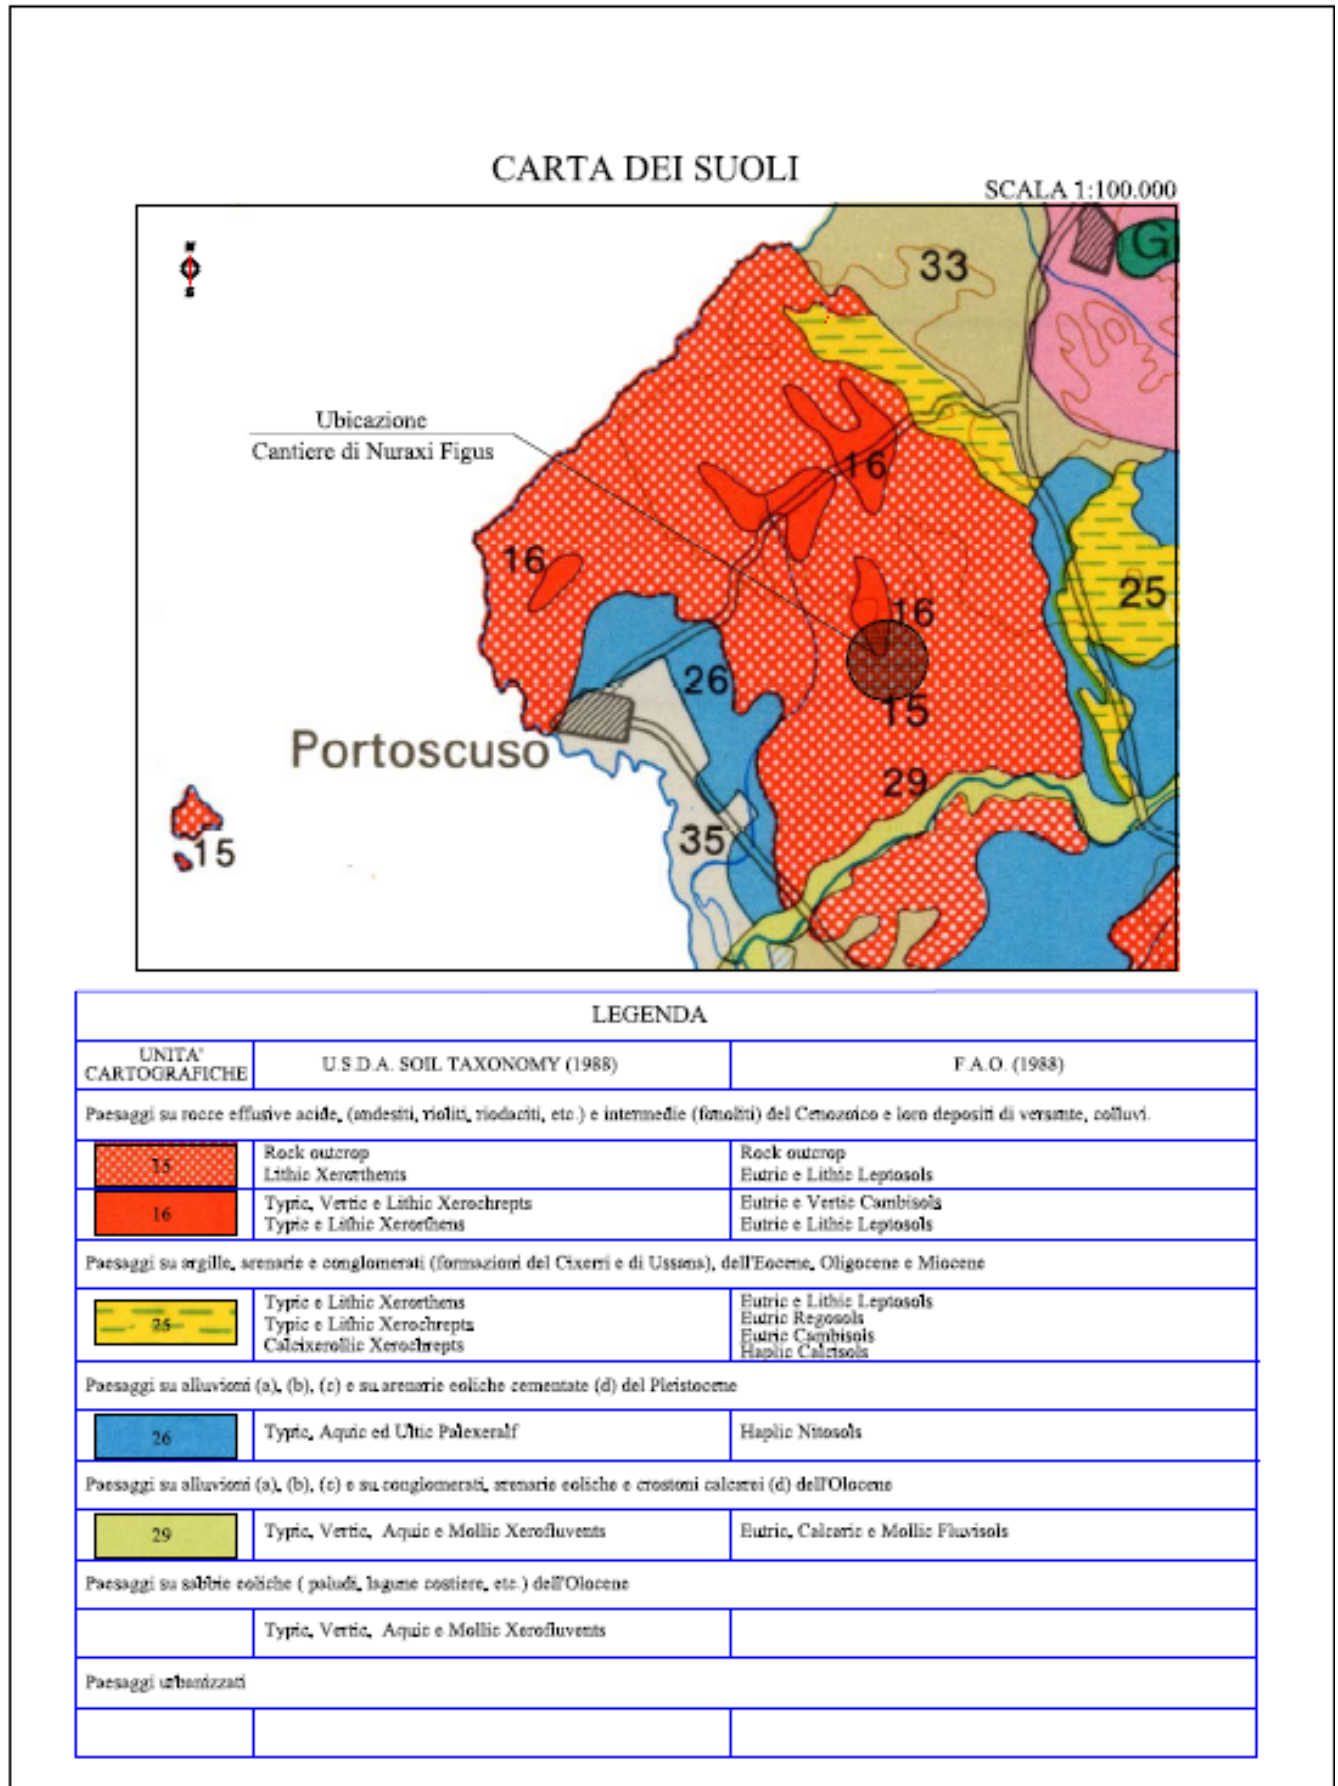 CARTA DEI SUOLI
SCALA 1:100.000
N
S
G
33
Ubicazione
Cantiere di Nuraxi Figus
16
16
25
16
26
15
Portoscuso
29
35
15
LEGENDA
UNITA' CARTOGRAFICHE
U.S.D.A. SOIL TAXONOMY (1988)
F.A.O. (1988)
Paesaggi su rocce effusive acide, (andesiti, rioliti, riodaciti, etc.) e intermedie (fonoliti) del Cenozoico e loro depositi di versante, colluvi.
15
Rock outcrop
Lithic Xerorthents
Rock outcrop
Eutric e Lithic Leptosols
16
Typic, Vertic e Lithic Xerochrepts
Typic e Lithic Xerorthens
Eutric e Vertic Cambisols
Eutric e Lithic Leptosols
Paesaggi su argille, arenarie e conglomerati (formazioni del Cixerri e di Ussana), dell'Eocene, Oligocene e Miocene
25
Typic e Lithic Xerorthens
Typic e Lithic Xerochrepts
Calcixerollic Xerochrepts
Eutric e Lithic Leptosols
Eutric Regosols
Eutric Cambisols
Haplic Calcisols
Paesaggi su alluvioni (a), (b), (c) e su arenarie eoliche cementate (d) del Pleistocene
26
Typic, Aquic ed Ultic Palexeralf
Haplic Nitosols
Paesaggi su alluvioni (a), (b), (c) e su conglomerati, arenarie eoliche e crostoni calcarei (d) dell'Olocene
29
Typic, Vertic, Aquic e Mollic Xerofluvents
Eutric, Calcaric e Mollic Fluvisols
Paesaggi su sabbie eoliche ( paludi, lagune costiere, etc.) dell'Olocene
Typic, Vertic, Aquic e Mollic Xerofluvents
Paesaggi urbanizzati